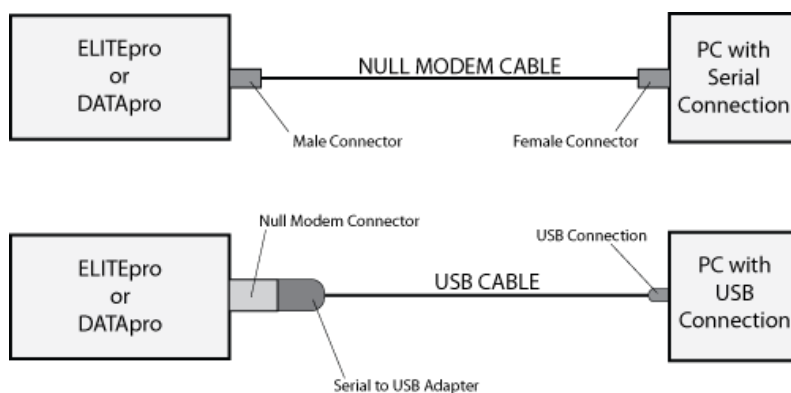 ELITEpro
or
DATApro
NULL MODEM CABLE
PC with
Serial
Connection
Male Connector
Female Connector
Null Modem Connector
USB Connection
ELITEpro
or
DATApro
USB CABLE
PC with
USB
Connection
Serial to USB Adapter